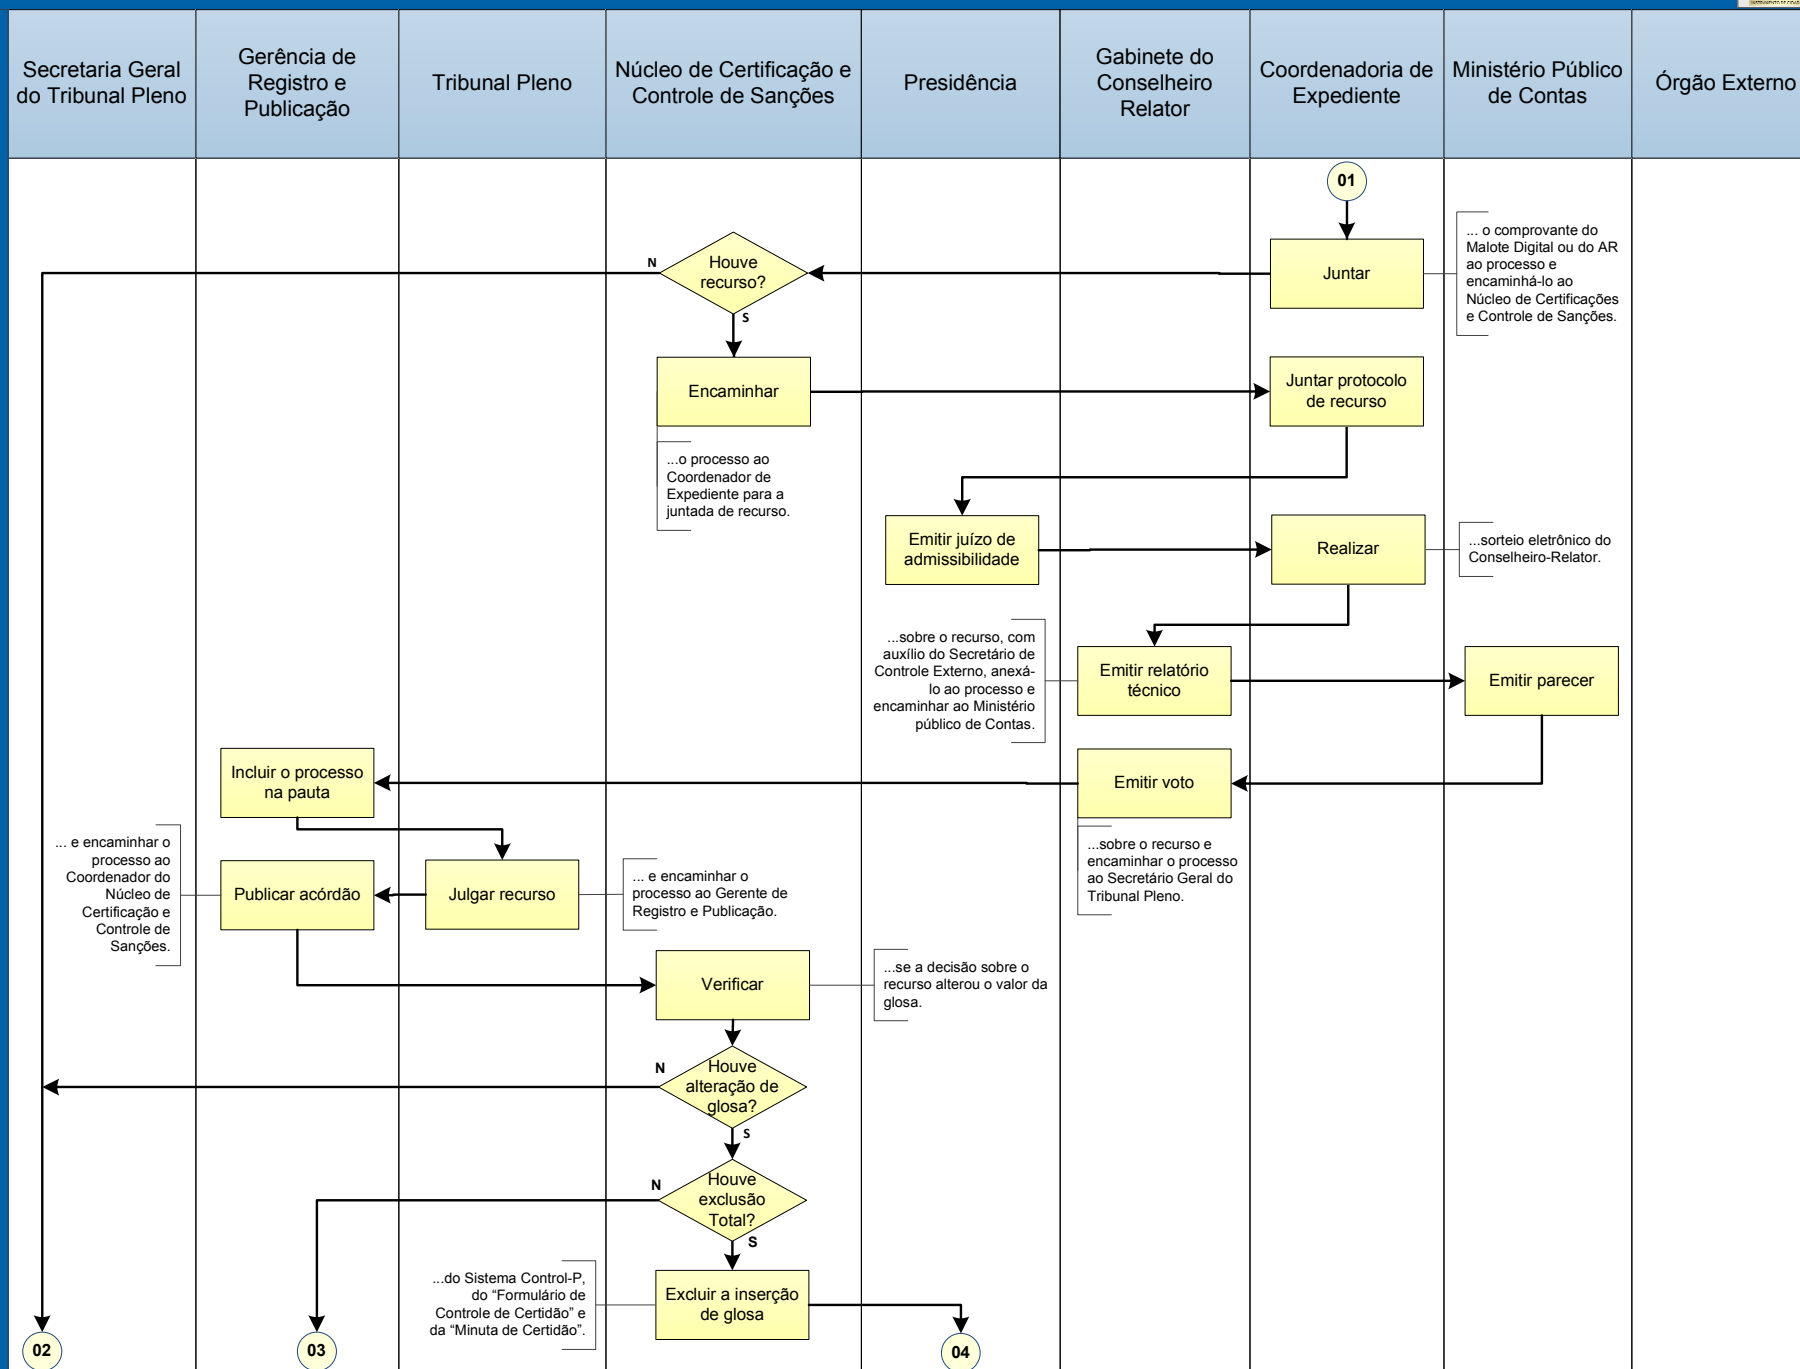 Secretaria Geral
do Tribunal Pleno
Gerência de
Registro e
Publicação
Tribunal Pleno
Núcleo de Certificação e
Controle de Sanções
Presidência
Gabinete do
Conselheiro
Relator
Coordenadoria de
Expediente
Ministério Público
de Contas
Órgão Externo
01
Houve
recurso?
N
S
Juntar
... o comprovante do
Malote Digital ou do AR
ao processo e
encaminhá-lo ao
Núcleo de Certificações
e Controle de Sanções.
Encaminhar
...o processo ao
Coordenador de
Expediente para a
juntada de recurso.
Juntar protocolo
de recurso
Emitir juízo de
admissibilidade
Realizar
...sorteio eletrônico do
Conselheiro-Relator.
...sobre o recurso, com
auxílio do Secretário de
Controle Externo, anexá-
lo ao processo e
encaminhar ao Ministério
público de Contas.
Emitir relatório
técnico
Emitir parecer
Incluir o processo
na pauta
Emitir voto
...sobre o recurso e
encaminhar o processo
ao Secretário Geral do
Tribunal Pleno.
... e encaminhar o
processo ao
Coordenador do
Núcleo de
Certificação e
Controle de
Sanções.
Publicar acórdão
Julgar recurso
... e encaminhar o
processo ao Gerente de
Registro e Publicação.
Verificar
...se a decisão sobre o
recurso alterou o valor da
glosa.
N
Houve
alteração de
glosa?
S
N
Houve
exclusão
Total?
S
...do Sistema Control-P,
do “Formulário de
Controle de Certidão” e
da “Minuta de Certidão”.
Excluir a inserção
de glosa
02
03
04